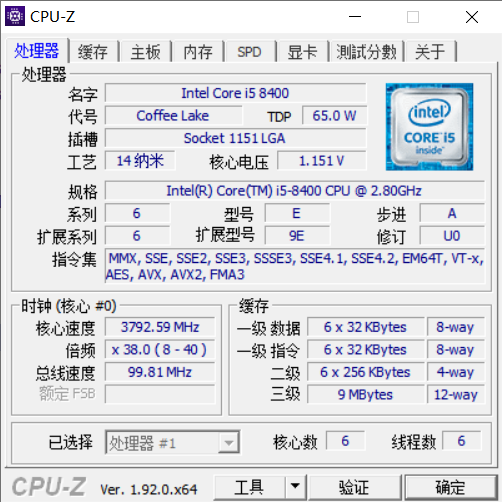 CPU-Z
处理器 缓存 主板 内存 SPD 显卡 測試分數 关于
处理器
名字 Intel Core i5 8400
代号 Coffee Lake TDP 65.0 W
插槽 Socket 1151 LGA
工艺 14 纳米 核心电压 1.151 V
intel
CORE i5
inside
规格 Intel(R) Core(TM) i5-8400 CPU @ 2.80GHz
系列 6 型号 E 步进 A
扩展系列 6 扩展型号 9E 修订 U0
指令集 MMX, SSE, SSE2, SSE3, SSSE3, SSE4.1, SSE4.2, EM64T, VT-x,
AES, AVX, AVX2, FMA3
时钟 (核心 #0)
核心速度 3792.59 MHz
倍频 x 38.0 ( 8 - 40 )
总线速度 99.81 MHz
额定 FSB
缓存
一级 数据 6 x 32 KBytes 8-way
一级 指令 6 x 32 KBytes 8-way
二级 6 x 256 KBytes 4-way
三级 9 MBytes 12-way
已选择 处理器 #1 核心数 6 线程数 6
CPU-Z Ver. 1.92.0.x64 工具 验证 确定